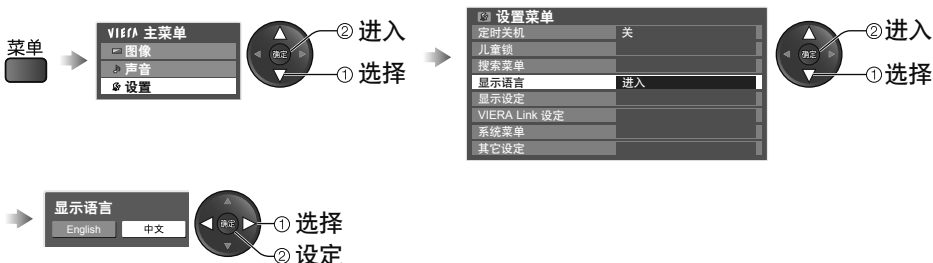 菜单
VIERA 主菜单
图像
声音
设置
确定
② 进入
① 选择
设置菜单
定时关机 关
儿童锁
搜索菜单
显示语言 进入
显示设定
VIERA Link 设定
系统菜单
其它设定
确定
②进入
①选择
显示语言
English 中文
确定
① 选择
② 设定